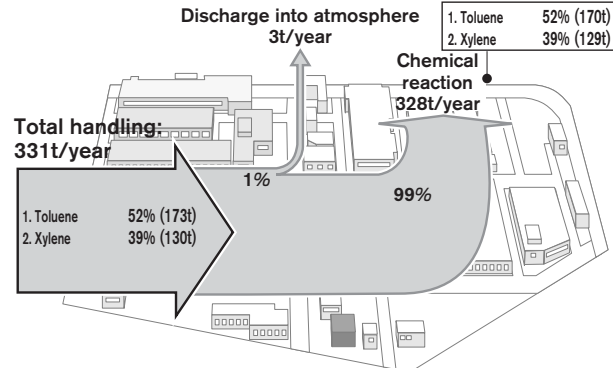 Discharge into atmosphere
3t/year
1. Toluene 52% (170t)
2. Xylene 39% (129t)
Chemical
reaction
328t/year
Total handling:
331t/year
1%
99%
1. Toluene 52% (173t)
2. Xylene 39% (130t)